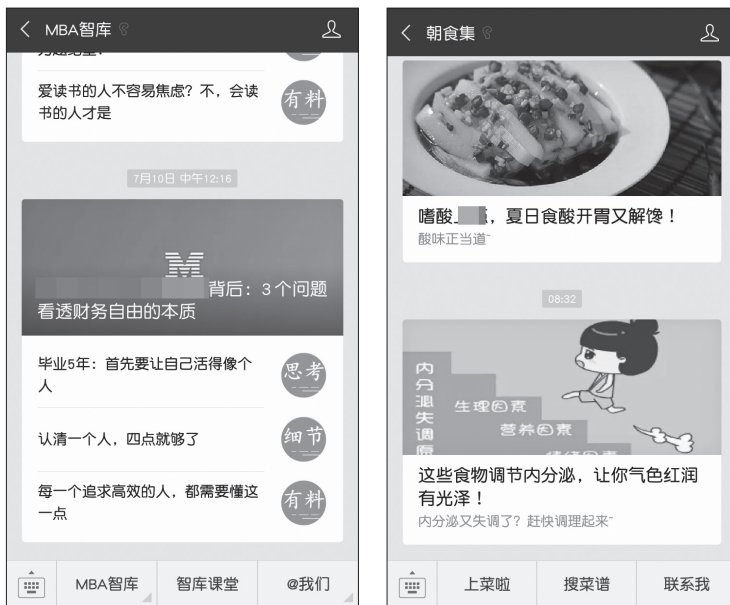 MBA智库
爱读书的人不容易焦虑？不，会读
书的人才是
有料
7月10日 中午12:16
背后：3个问题
看透财务自由的本质
毕业5年：首先要让自己活得像个
人
思考
认清一个人，四点就够了
细节
每一个追求高效的人，都需要懂这
一点
有料
MBA智库
智库课堂
@我们
朝食集
嗜酸
，夏日食酸开胃又解馋！
酸味正当道~
08:32
内分泌失调原
生理因素
营养因素
情绪因素
这些食物调节内分泌，让你气色红润
有光泽！
内分泌又失调了？赶快调理起来~
上菜啦
搜菜谱
联系我